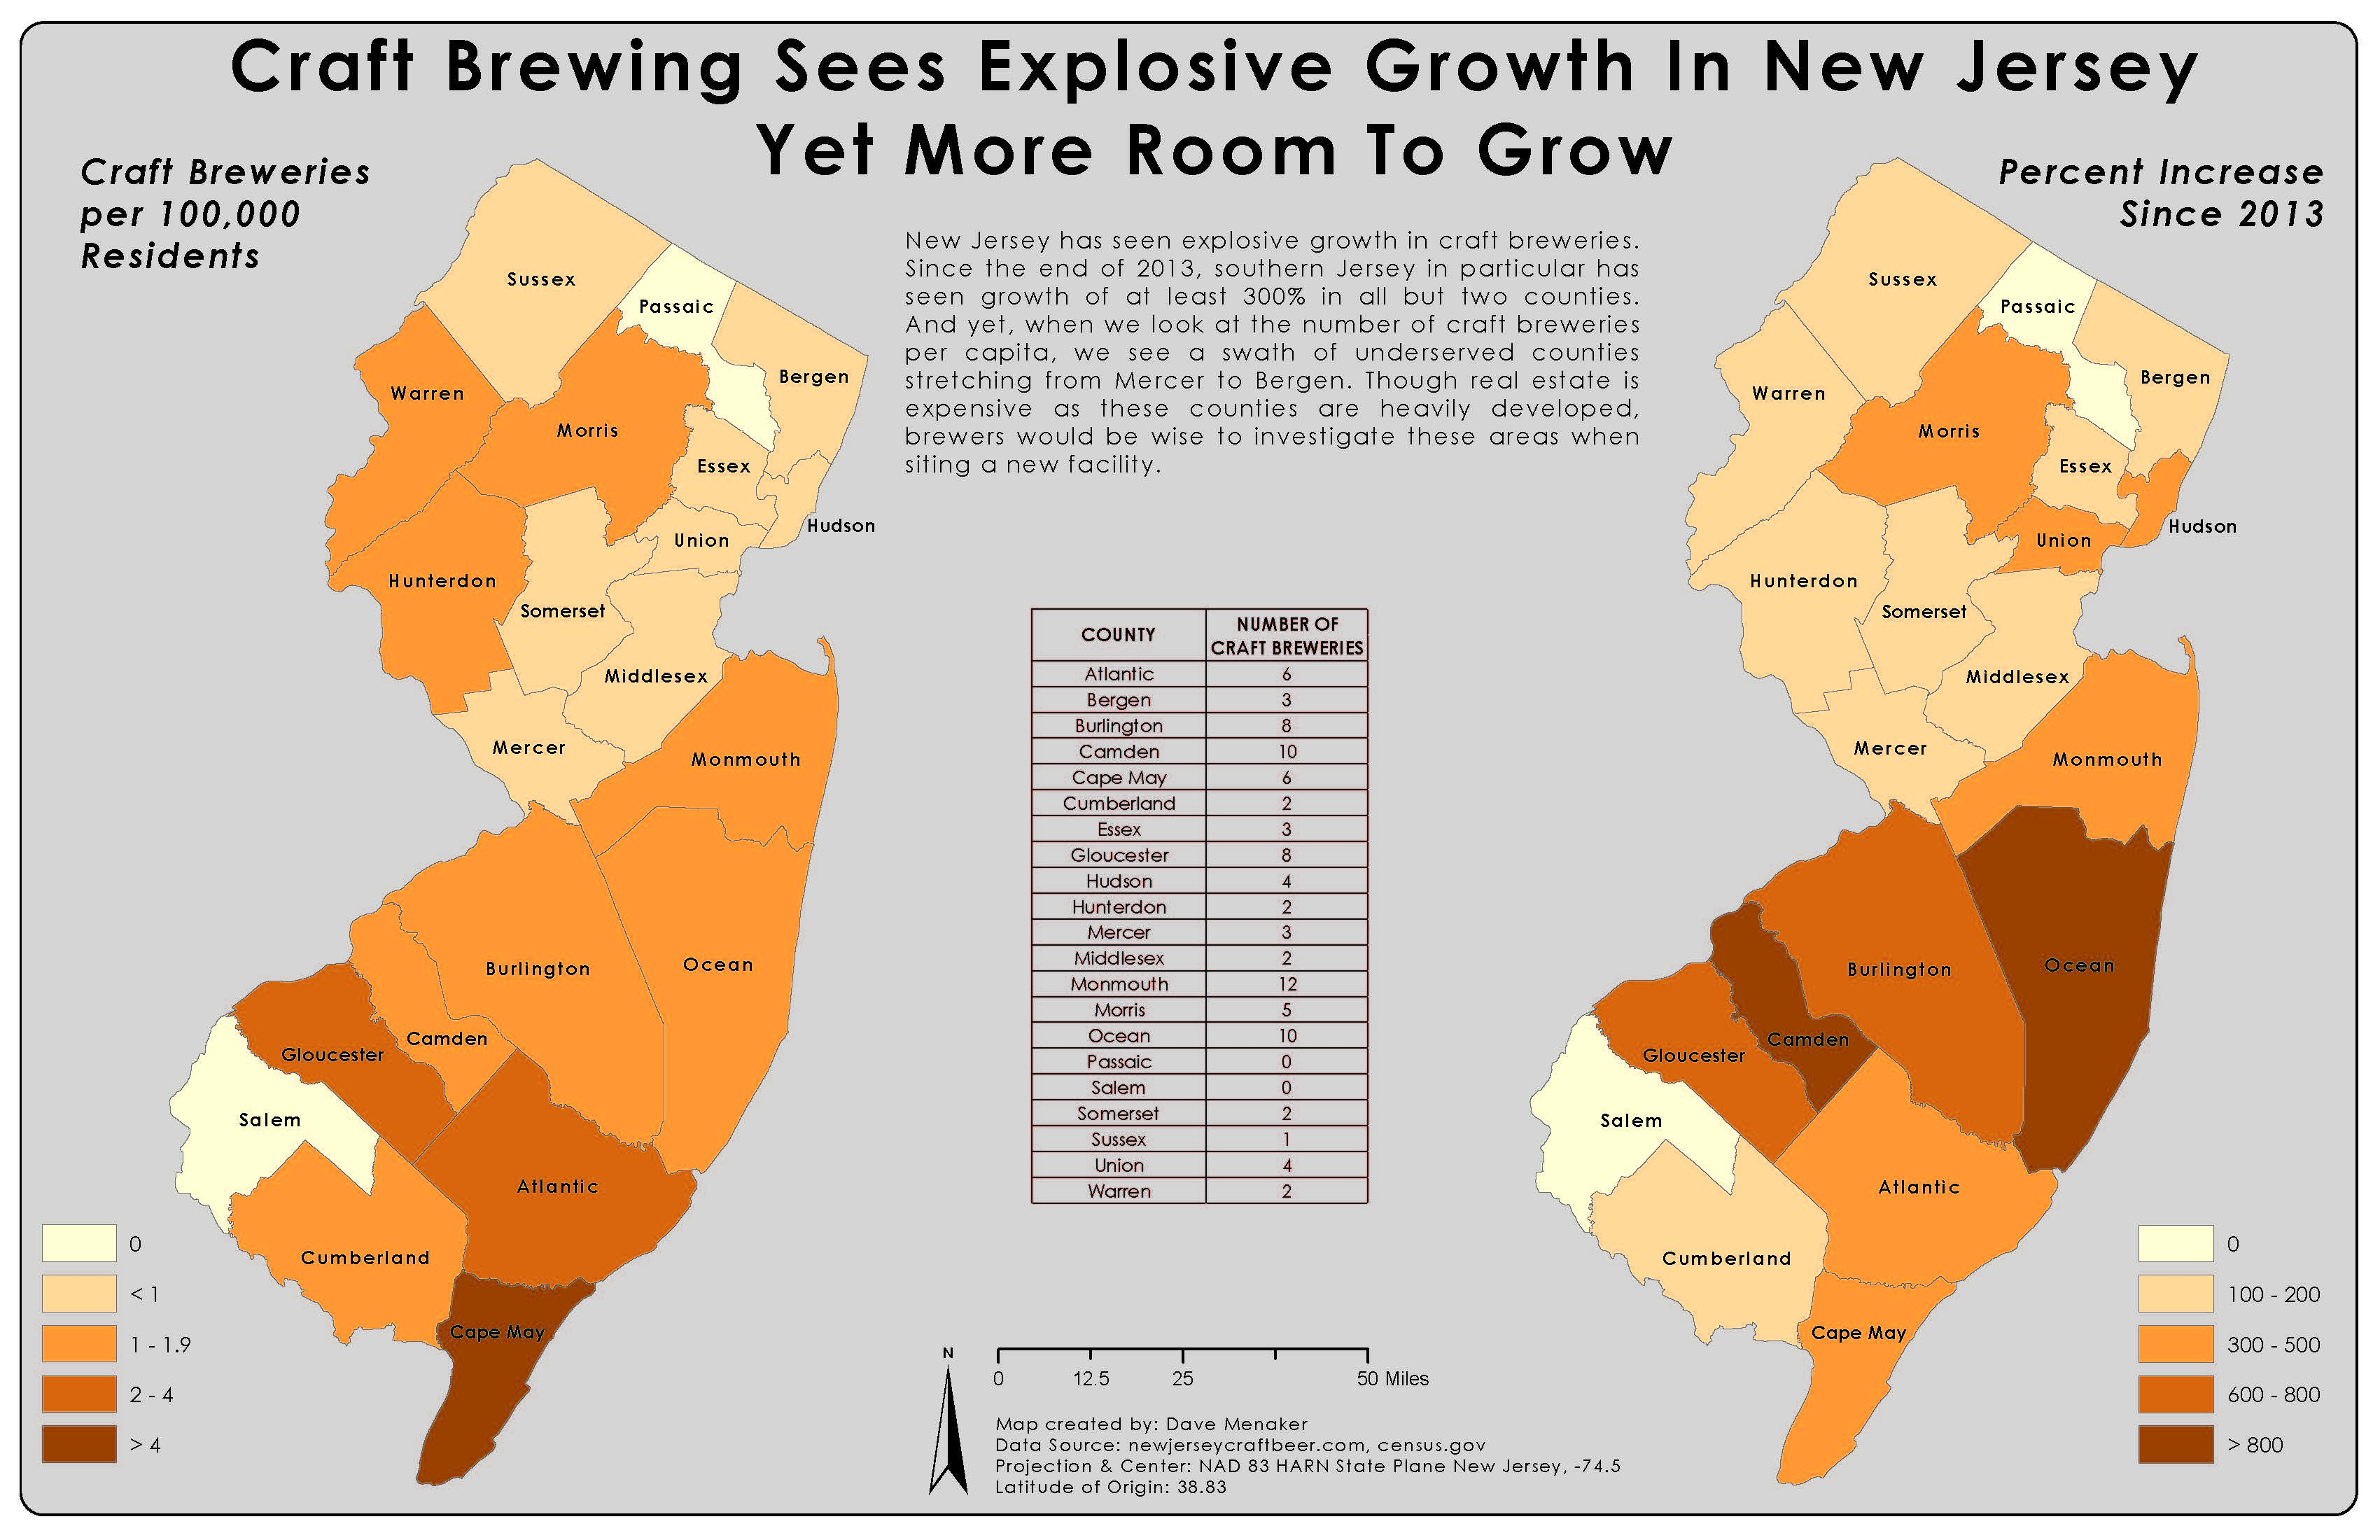 Craft Brewing Sees Explosive Growth In New Jersey
Yet More Room To Grow
Craft Breweries
per 100,000
Residents
Sussex
Passaic
Bergen
Warren
Morris
Essex
Hudson
Union
Hunterdon
Somerset
Middlesex
Mercer
Monmouth
Burlington
Ocean
Camden
Gloucester
Salem
Atlantic
Cumberland
Cape May
0
< 1
1 - 1.9
2 - 4
> 4
New Jersey has seen explosive growth in craft breweries.
Since the end of 2013, southern Jersey in particular has
seen growth of at least 300% in all but two counties.
And yet, when we look at the number of craft breweries
per capita, we see a swath of underserved counties
stretching from Mercer to Bergen. Though real estate is
expensive as these counties are heavily developed,
brewers would be wise to investigate these areas when
siting a new facility.
COUNTY NUMBER OF CRAFT BREWERIES
Atlantic 6
Bergen 3
Burlington 8
Camden 10
Cape May 6
Cumberland 2
Essex 3
Gloucester 8
Hudson 4
Hunterdon 2
Mercer 3
Middlesex 2
Monmouth 12
Morris 5
Ocean 10
Passaic 0
Salem 0
Somerset 2
Sussex 1
Union 4
Warren 2
N
0 12.5 25 50 Miles
Map created by: Dave Menaker
Data Source: newjerseycraftbeer.com, census.gov
Projection & Center: NAD 83 HARN State Plane New Jersey, -74.5
Latitude of Origin: 38.83
Percent Increase
Since 2013
Sussex
Passaic
Bergen
Warren
Morris
Essex
Hudson
Union
Hunterdon
Somerset
Middlesex
Mercer
Monmouth
Burlington
Ocean
Camden
Gloucester
Salem
Atlantic
Cumberland
Cape May
0
100 - 200
300 - 500
600 - 800
> 800